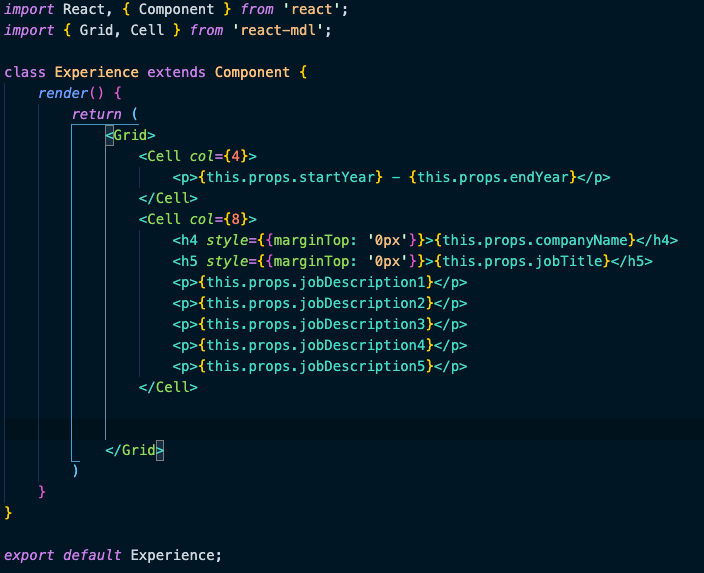 import React, { Component } from 'react';
import { Grid, Cell } from 'react-mdl';

class Experience extends Component {
    render() {
        return (
            <Grid>
                <Cell col={4}>
                    <p>{this.props.startYear} – {this.props.endYear}</p>
                </Cell>
                <Cell col={8}>
                    <h4 style={{marginTop: '0px'}}>{this.props.companyName}</h4>
                    <h5 style={{marginTop: '0px'}}>{this.props.jobTitle}</h5>
                    <p>{this.props.jobDescription1}</p>
                    <p>{this.props.jobDescription2}</p>
                    <p>{this.props.jobDescription3}</p>
                    <p>{this.props.jobDescription4}</p>
                    <p>{this.props.jobDescription5}</p>
                </Cell>


            </Grid>
        )
    }
}

export default Experience;